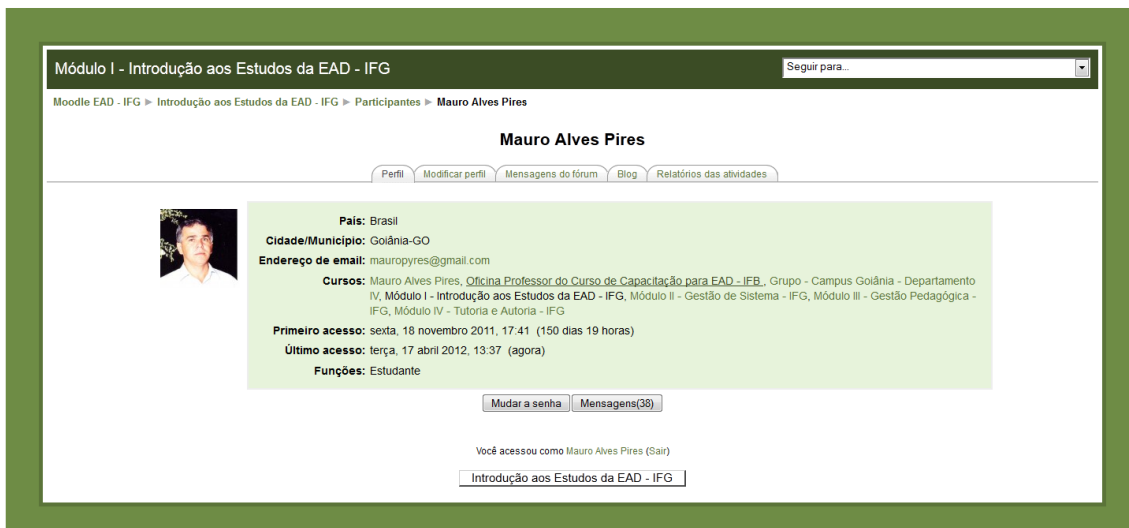 Módulo I - Introdução aos Estudos da EAD - IFG
Seguir para...
Moodle EAD - IFG ► Introdução aos Estudos da EAD - IFG ► Participantes ► Mauro Alves Pires
Mauro Alves Pires
Perfil Modificar perfil Mensagens do fórum Blog Relatórios das atividades
País: Brasil
Cidade/Município: Goiânia-GO
Endereço de email: mauropyres@gmail.com
Cursos: Mauro Alves Pires, Oficina Professor do Curso de Capacitação para EAD - IFB , Grupo - Campus Goiânia - Departamento
IV, Módulo I - Introdução aos Estudos da EAD - IFG, Módulo II - Gestão de Sistema - IFG, Módulo III - Gestão Pedagógica -
IFG, Módulo IV - Tutoria e Autoria - IFG
Primeiro acesso: sexta, 18 novembro 2011, 17:41 (150 dias 19 horas)
Último acesso: terça, 17 abril 2012, 13:37 (agora)
Funções: Estudante
Mudar a senha Mensagens(38)
Você acessou como Mauro Alves Pires (Sair)
Introdução aos Estudos da EAD - IFG